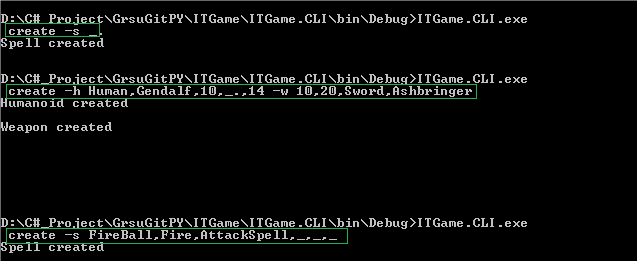 D:\C#_Project\GrsuGitPY\ITGame\ITGame.CLI\bin\Debug>ITGame.CLI.exe
create -s _.
Spell created
D:\C#_Project\GrsuGitPY\ITGame\ITGame.CLI\bin\Debug>ITGame.CLI.exe
create -h Human,Gendalf,10,_.,14 -w 10,20,Sword,Ashbringer
Humanoid created
Weapon created
D:\C#_Project\GrsuGitPY\ITGame\ITGame.CLI\bin\Debug>ITGame.CLI.exe
create -s FireBall,Fire,AttackSpell,_,_,_
Spell created